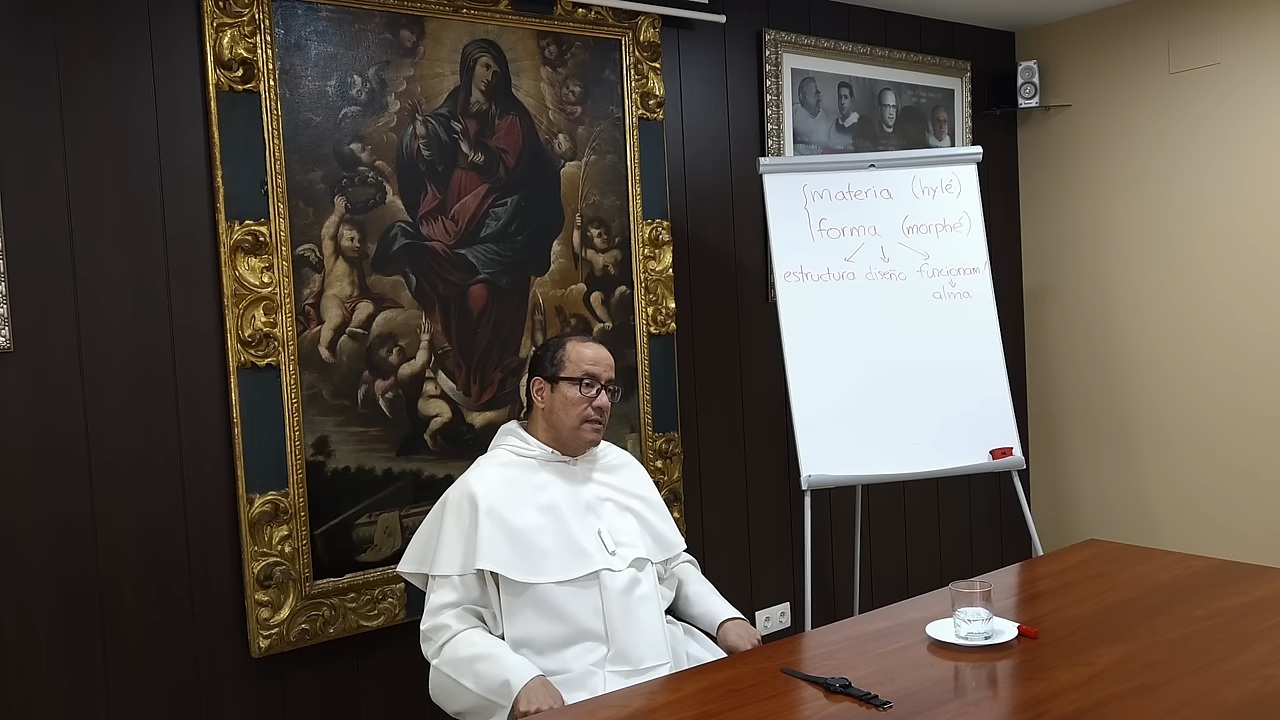 materia (hylé)
forma (morphé)
estructura diseño funcionam/
alma